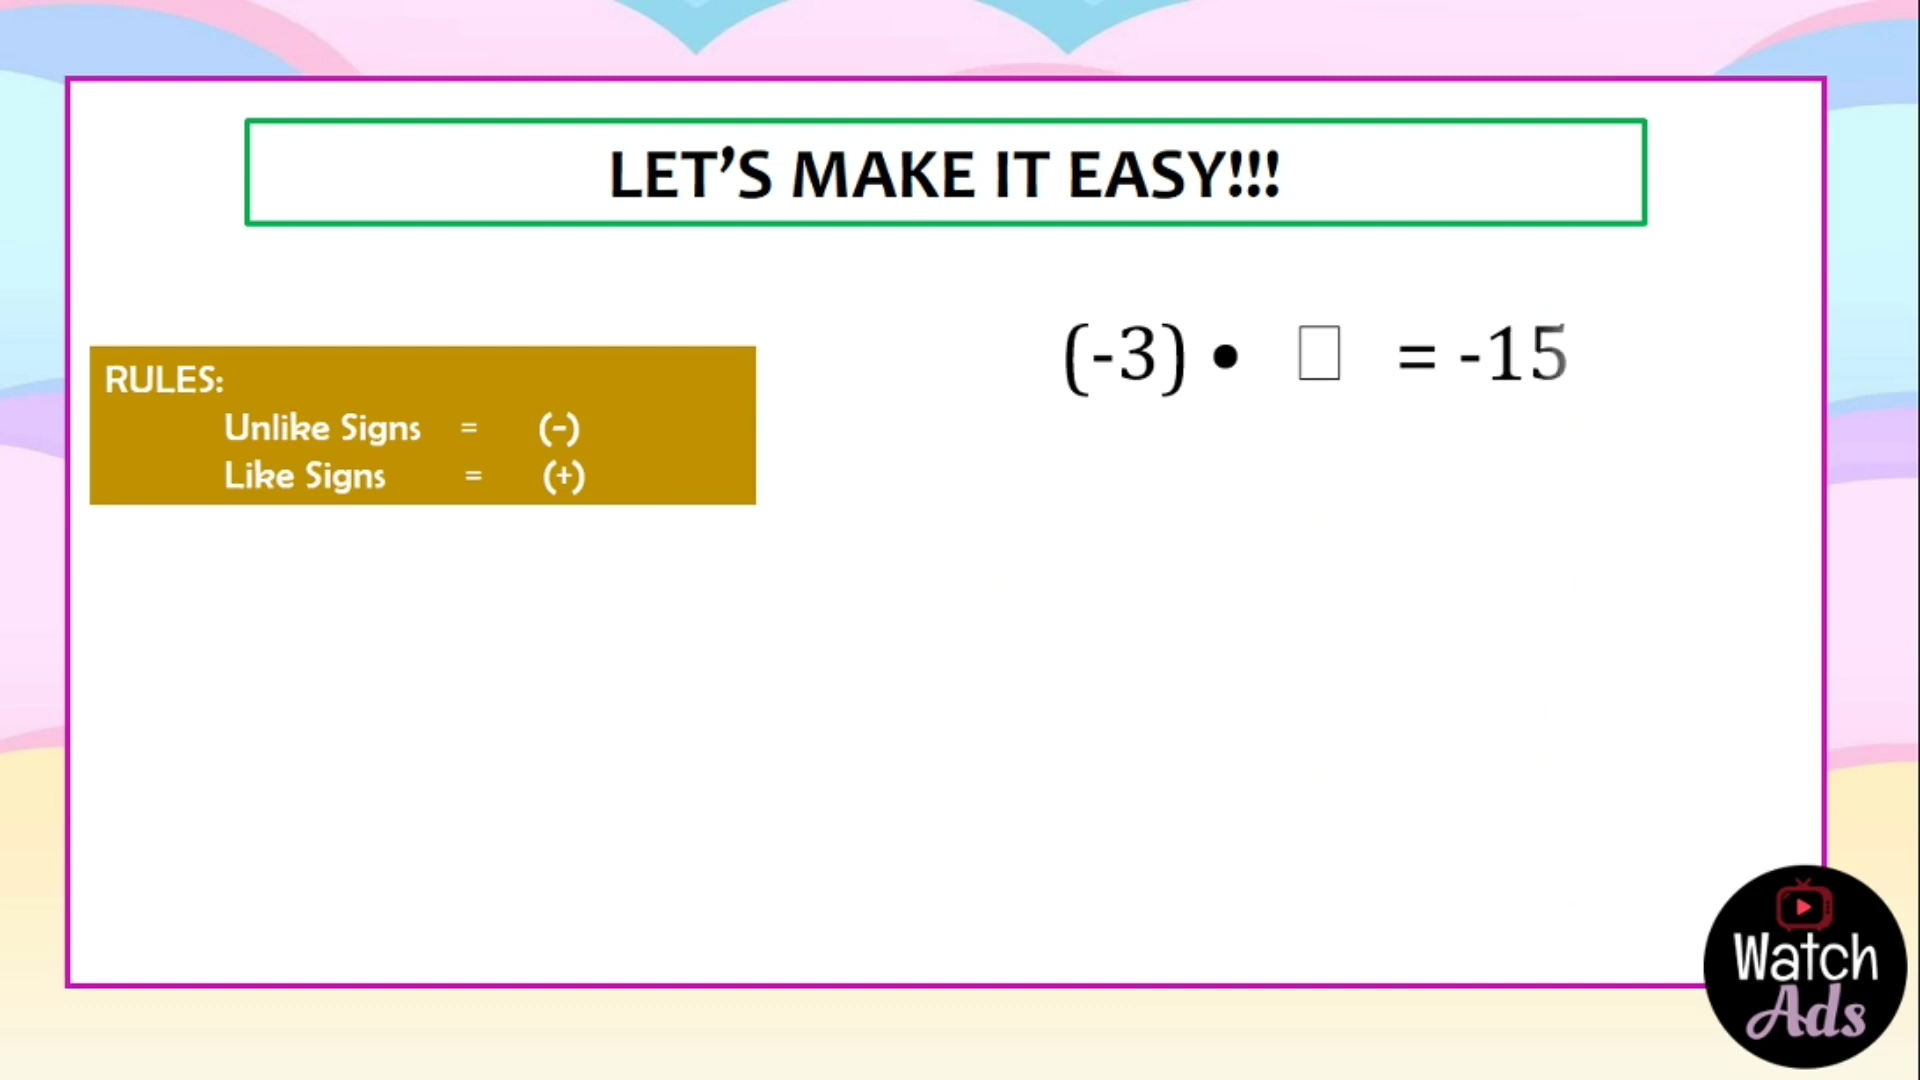 LET’S MAKE IT EASY!!!
(-3) • □ = -15
RULES:
Unlike Signs = (-)
Like Signs = (+)
Watch
Ads